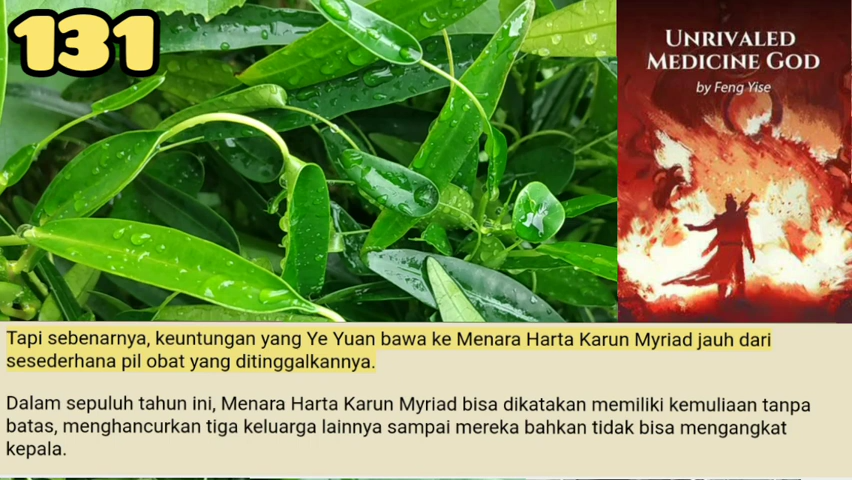 131
UNRIVALED
MEDICINE GOD
by Feng Yise
Tapi sebenarnya, keuntungan yang Ye Yuan bawa ke Menara Harta Karun Myriad jauh dari
sesederhana pil obat yang ditinggalkannya.
Dalam sepuluh tahun ini, Menara Harta Karun Myriad bisa dikatakan memiliki kemuliaan tanpa
batas, menghancurkan tiga keluarga lainnya sampai mereka bahkan tidak bisa mengangkat
kepala.